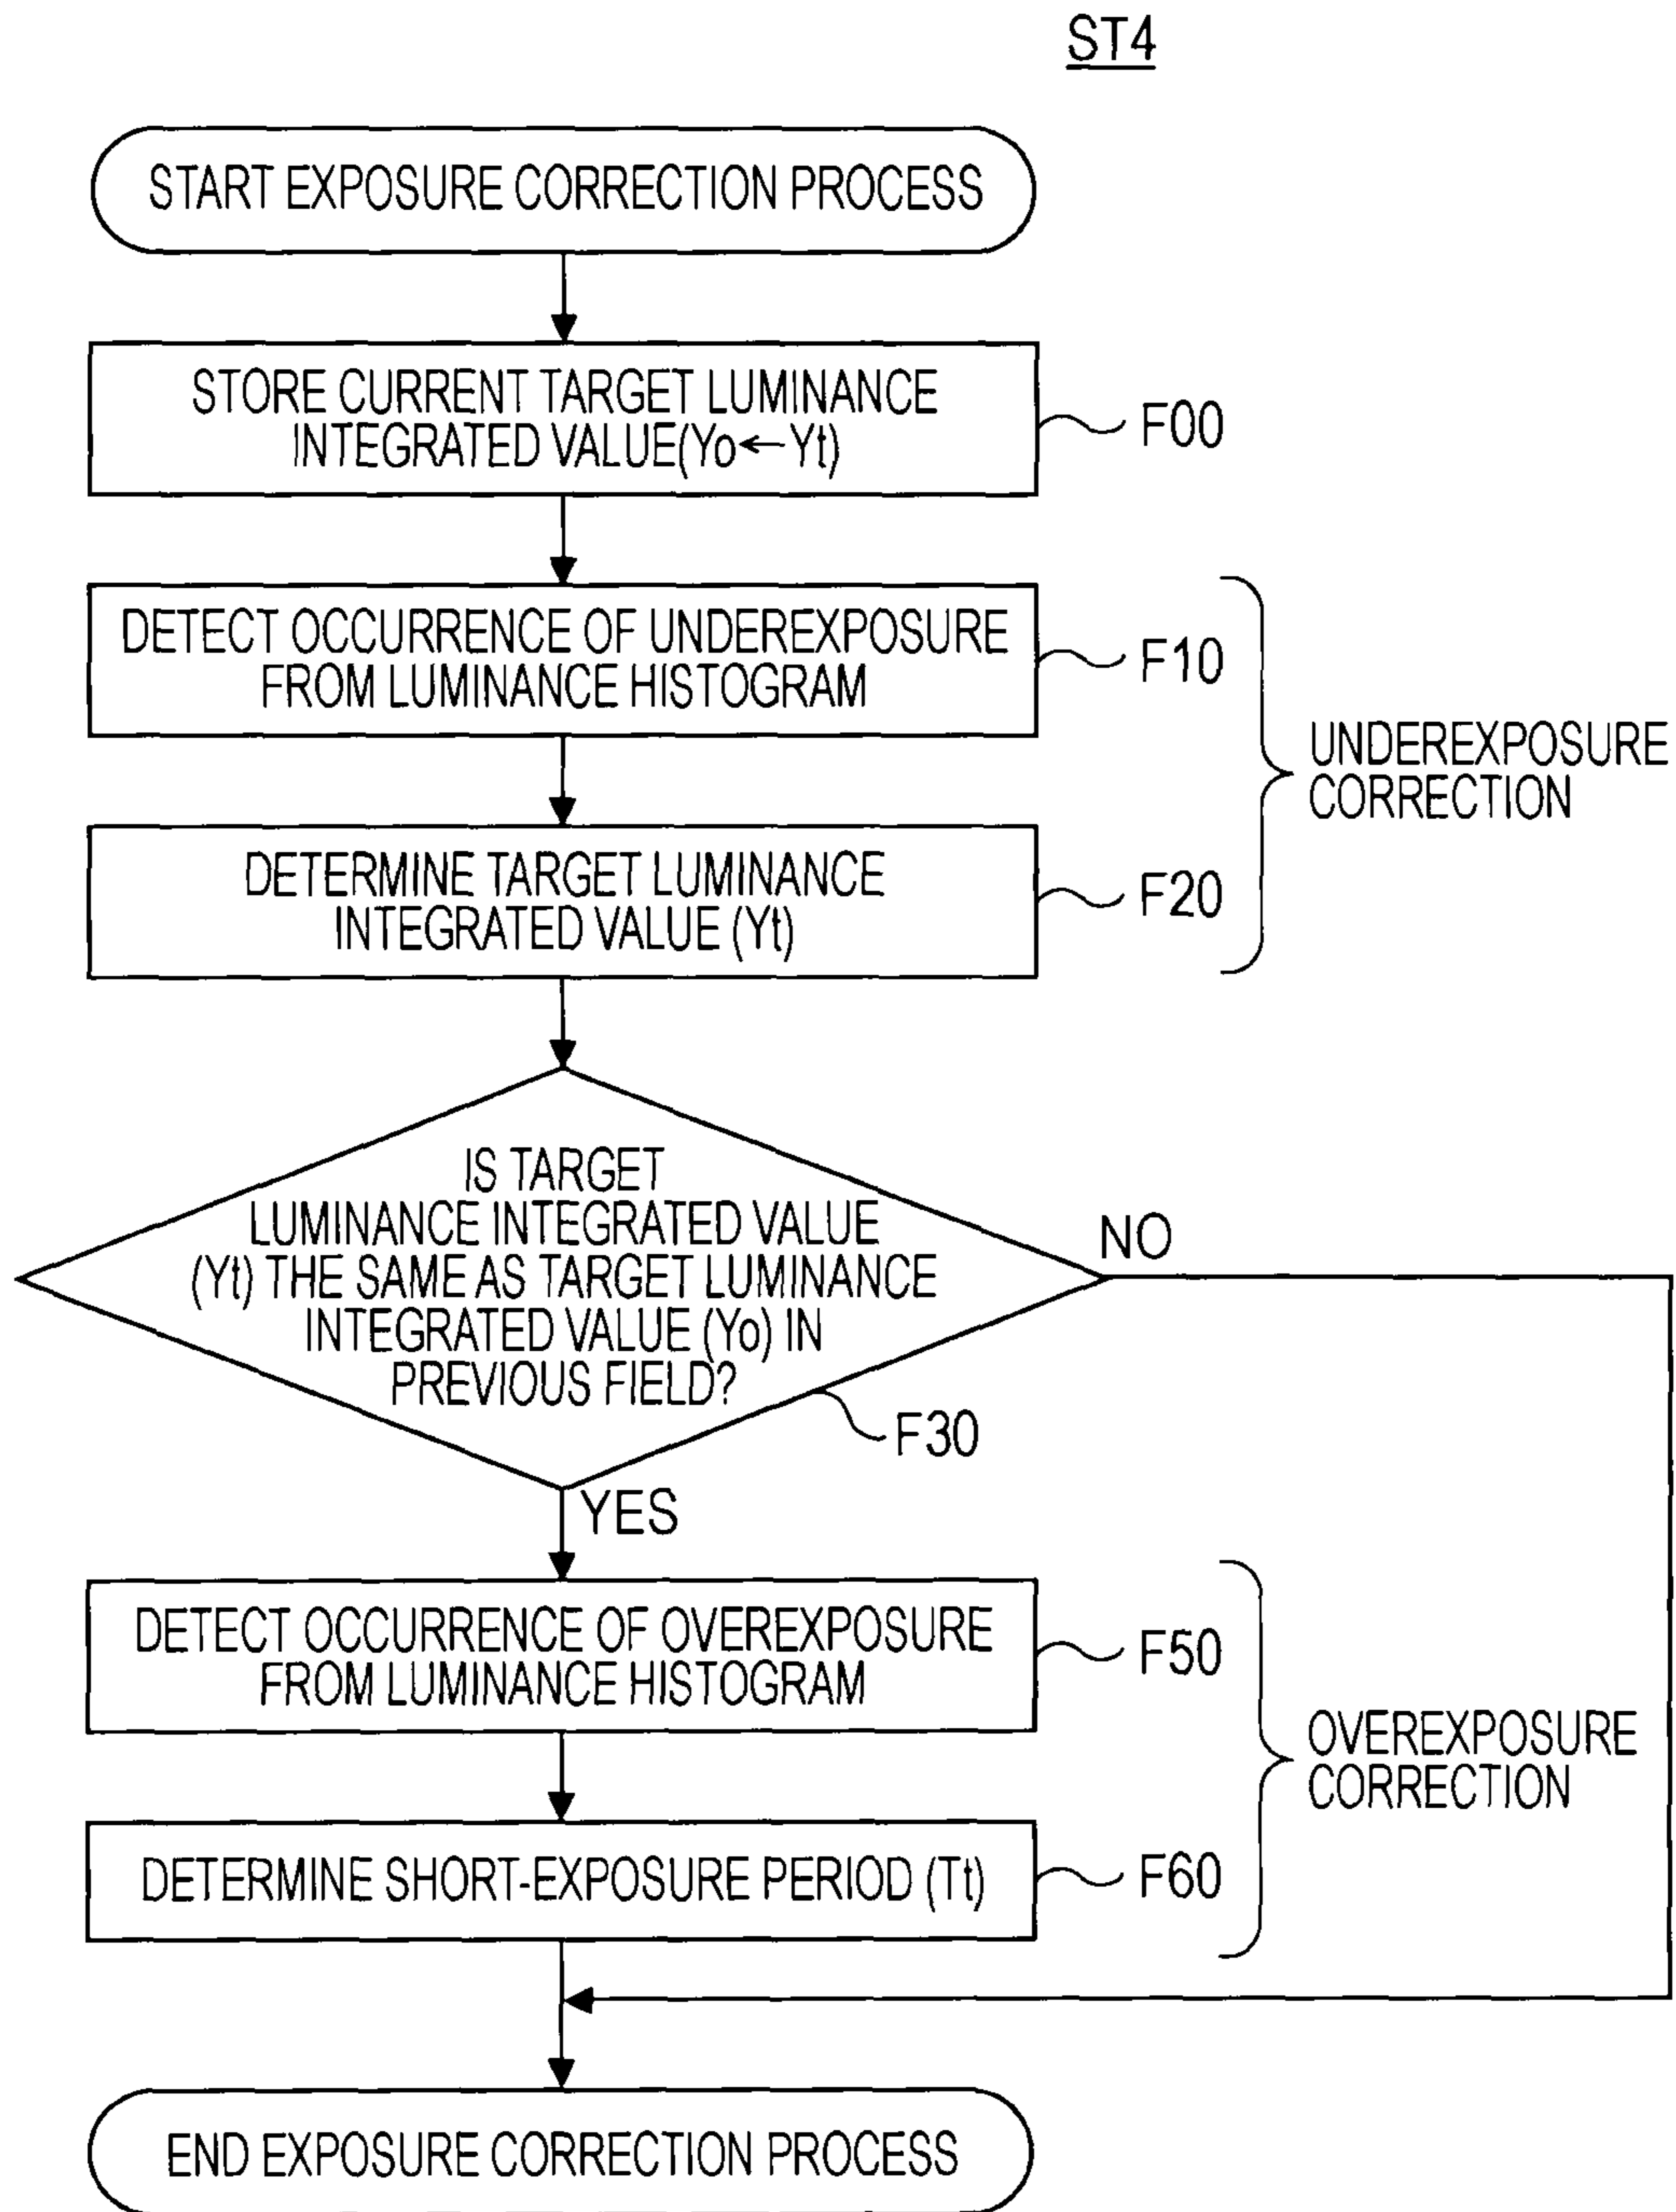 ST4
START EXPOSURE CORRECTION PROCESS
STORE CURRENT TARGET LUMINANCE
INTEGRATED VALUE(Yo←Yt)
F00
DETECT OCCURRENCE OF UNDEREXPOSURE
FROM LUMINANCE HISTOGRAM
F10
UNDEREXPOSURE
CORRECTION
DETERMINE TARGET LUMINANCE
INTEGRATED VALUE (Yt)
F20
IS TARGET
LUMINANCE INTEGRATED VALUE
(Yt) THE SAME AS TARGET LUMINANCE
INTEGRATED VALUE (Yo) IN
PREVIOUS FIELD?
NO
F30
YES
DETECT OCCURRENCE OF OVEREXPOSURE
FROM LUMINANCE HISTOGRAM
F50
OVEREXPOSURE
CORRECTION
DETERMINE SHORT-EXPOSURE PERIOD (Tt)
F60
END EXPOSURE CORRECTION PROCESS